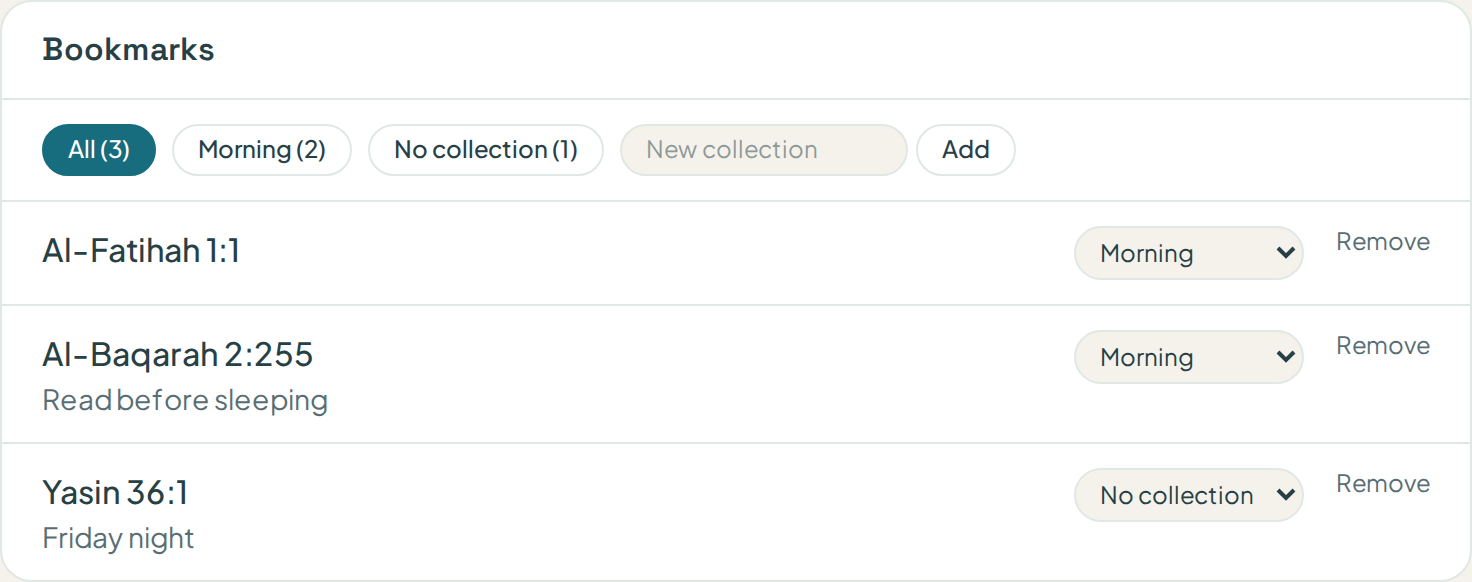 Bookmarks
All (3) Morning (2) No collection (1) New collection Add
Al-Fatihah 1:1 Morning Remove
Al-Baqarah 2:255 Morning Remove
Read before sleeping
Yasin 36:1 No collection Remove
Friday night